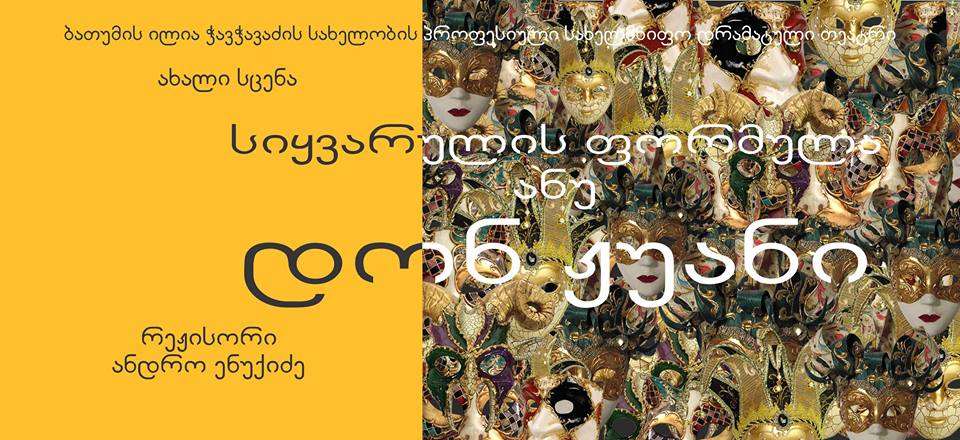 ბათუმის ილია ჭავჭავაძის სახელობის პროფესიული სახელმწიფო დრამატული თეატრი
ახალი სცენა
სიყვარულის ფორმულა
ანუ
დონ ჟუანი
რეჟისორი
ანდრო ენუქიძე